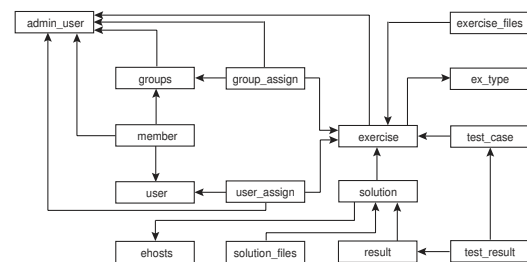 admin_user
exercise_files
groups
group_assign
ex_type
member
exercise
test_case
user
user_assign
solution
ehosts
solution_files
result
test_result